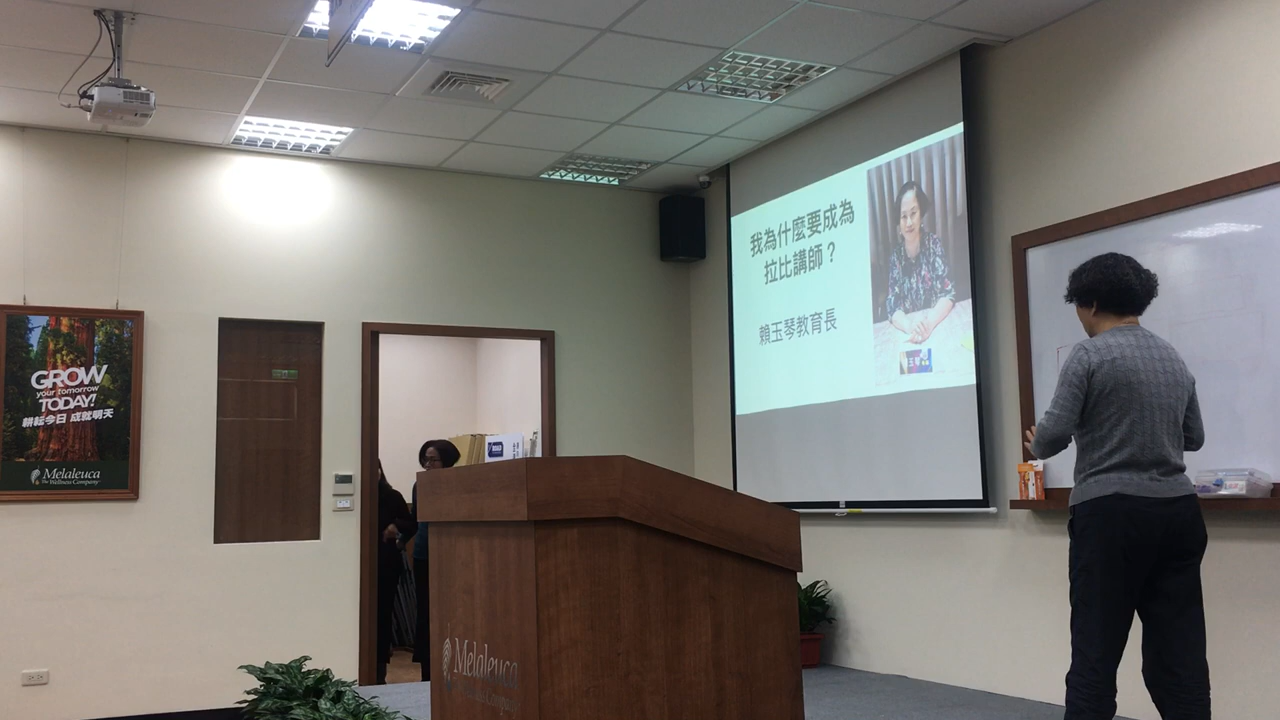 GROW
your tomorrow
TODAY!
耕耘今日 成就明天
Melaleuca
The Wellness Company
我為什麼要成為
拉比講師？
賴玉琴教育長
Melaleuca